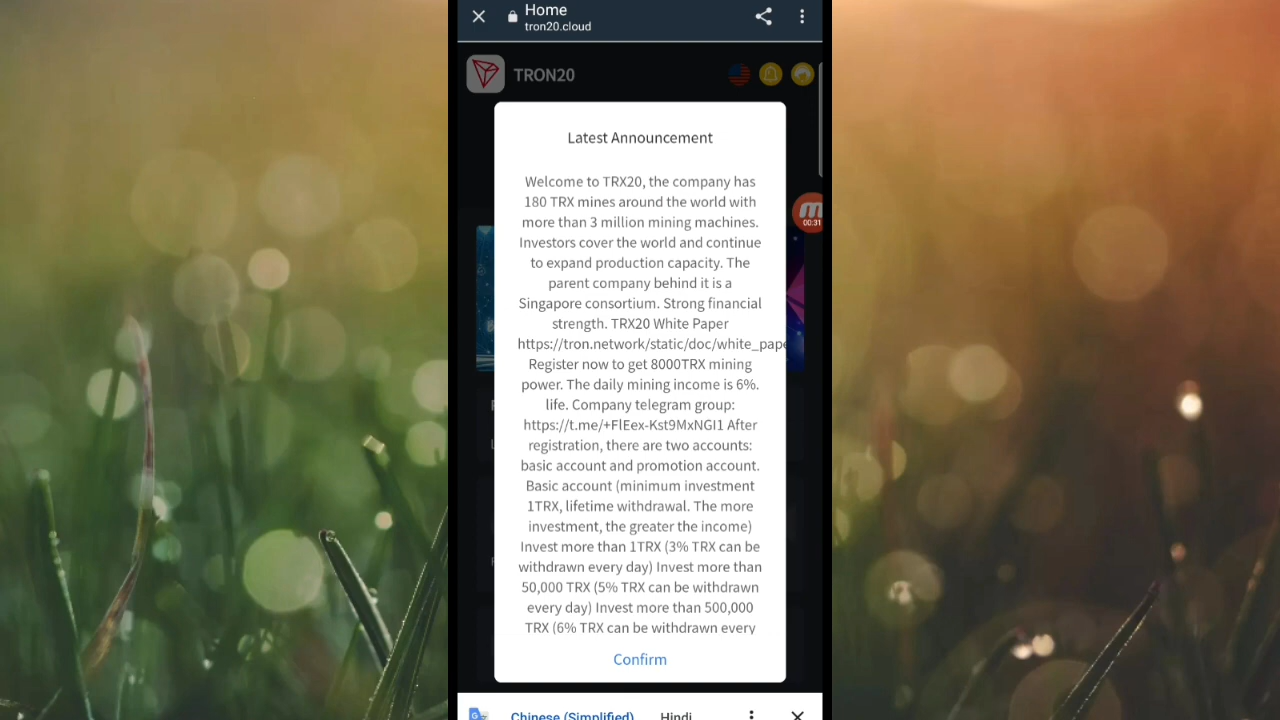 Home
tron20.cloud
TRON20
Latest Announcement
Welcome to TRX20, the company has
180 TRX mines around the world with
more than 3 million mining machines.
Investors cover the world and continue
to expand production capacity. The
parent company behind it is a
Singapore consortium. Strong financial
strength. TRX20 White Paper
https://tron.network/static/doc/white_pape
Register now to get 8000TRX mining
power. The daily mining income is 6%.
life. Company telegram group:
https://t.me/+FlEex-Kst9MxNGI1 After
registration, there are two accounts:
basic account and promotion account.
Basic account (minimum investment
1TRX, lifetime withdrawal. The more
investment, the greater the income)
Invest more than 1TRX (3% TRX can be
withdrawn every day) Invest more than
50,000 TRX (5% TRX can be withdrawn
every day) Invest more than 500,000
TRX (6% TRX can be withdrawn every
Confirm
00:31
Chinese (Simplified) Hindi